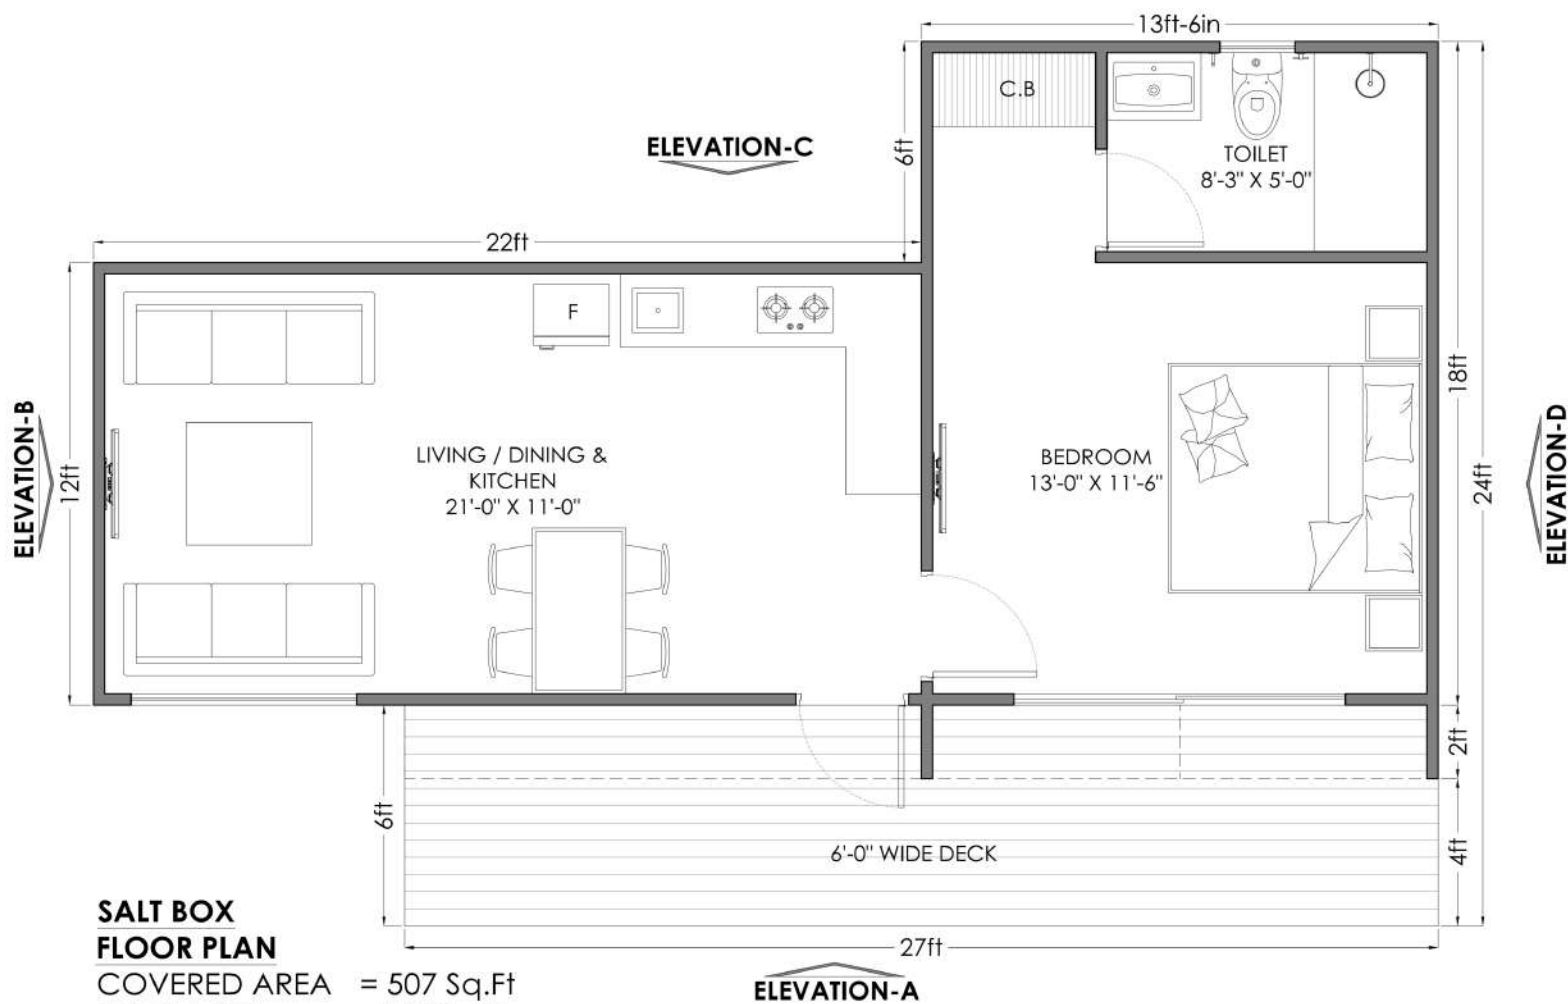 13ft-6in
C.B
TOILET
8'-3" X 5'-0"
ELEVATION-C
6ft
22ft
F
18ft
ELEVATION-B
12ft
LIVING / DINING &
KITCHEN
21'-0" X 11'-0"
BEDROOM
13'-0" X 11'-6"
24ft
ELEVATION-D
2ft
6ft
6'-0" WIDE DECK
4ft
SALT BOX
FLOOR PLAN
COVERED AREA = 507 Sq.Ft
27ft
ELEVATION-A